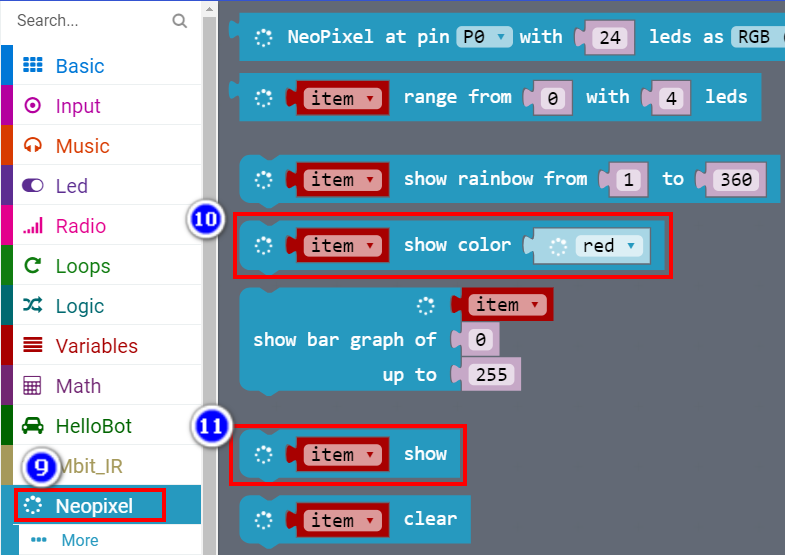 Search...
Basic
Input
Music
Led
Radio
Loops
Logic
Variables
Math
HelloBot
Mbit_IR
Neopixel
More
9
10
11
NeoPixel at pin P0 with 24 leds as RGB
item range from 0 with 4 leds
item show rainbow from 1 to 360
item show color red
item
show bar graph of 0
up to 255
item show
item clear